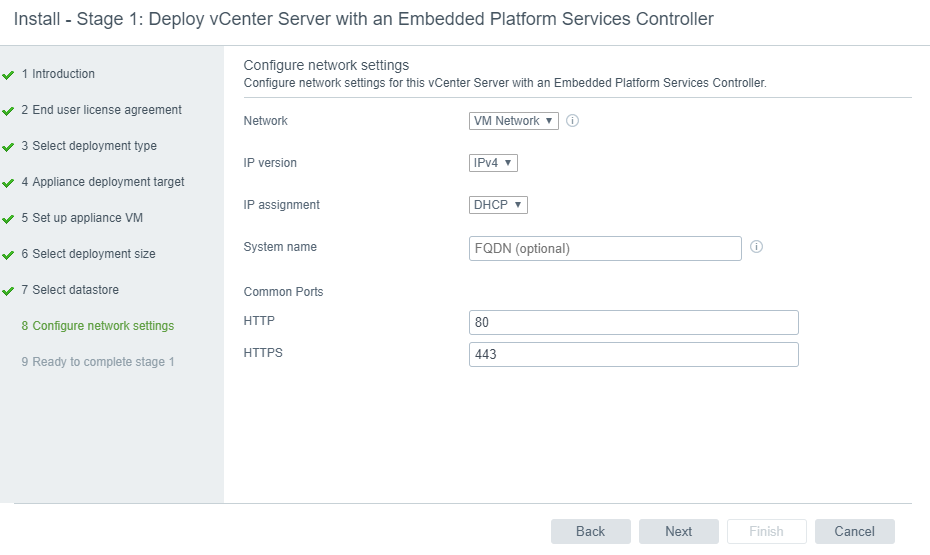 Install - Stage 1: Deploy vCenter Server with an Embedded Platform Services Controller
1 Introduction
2 End user license agreement
3 Select deployment type
4 Appliance deployment target
5 Set up appliance VM
6 Select deployment size
7 Select datastore
8 Configure network settings
9 Ready to complete stage 1
Configure network settings
Configure network settings for this vCenter Server with an Embedded Platform Services Controller.
Network VM Network
IP version IPv4
IP assignment DHCP
System name FQDN (optional)
Common Ports
HTTP 80
HTTPS 443
Back Next Finish Cancel